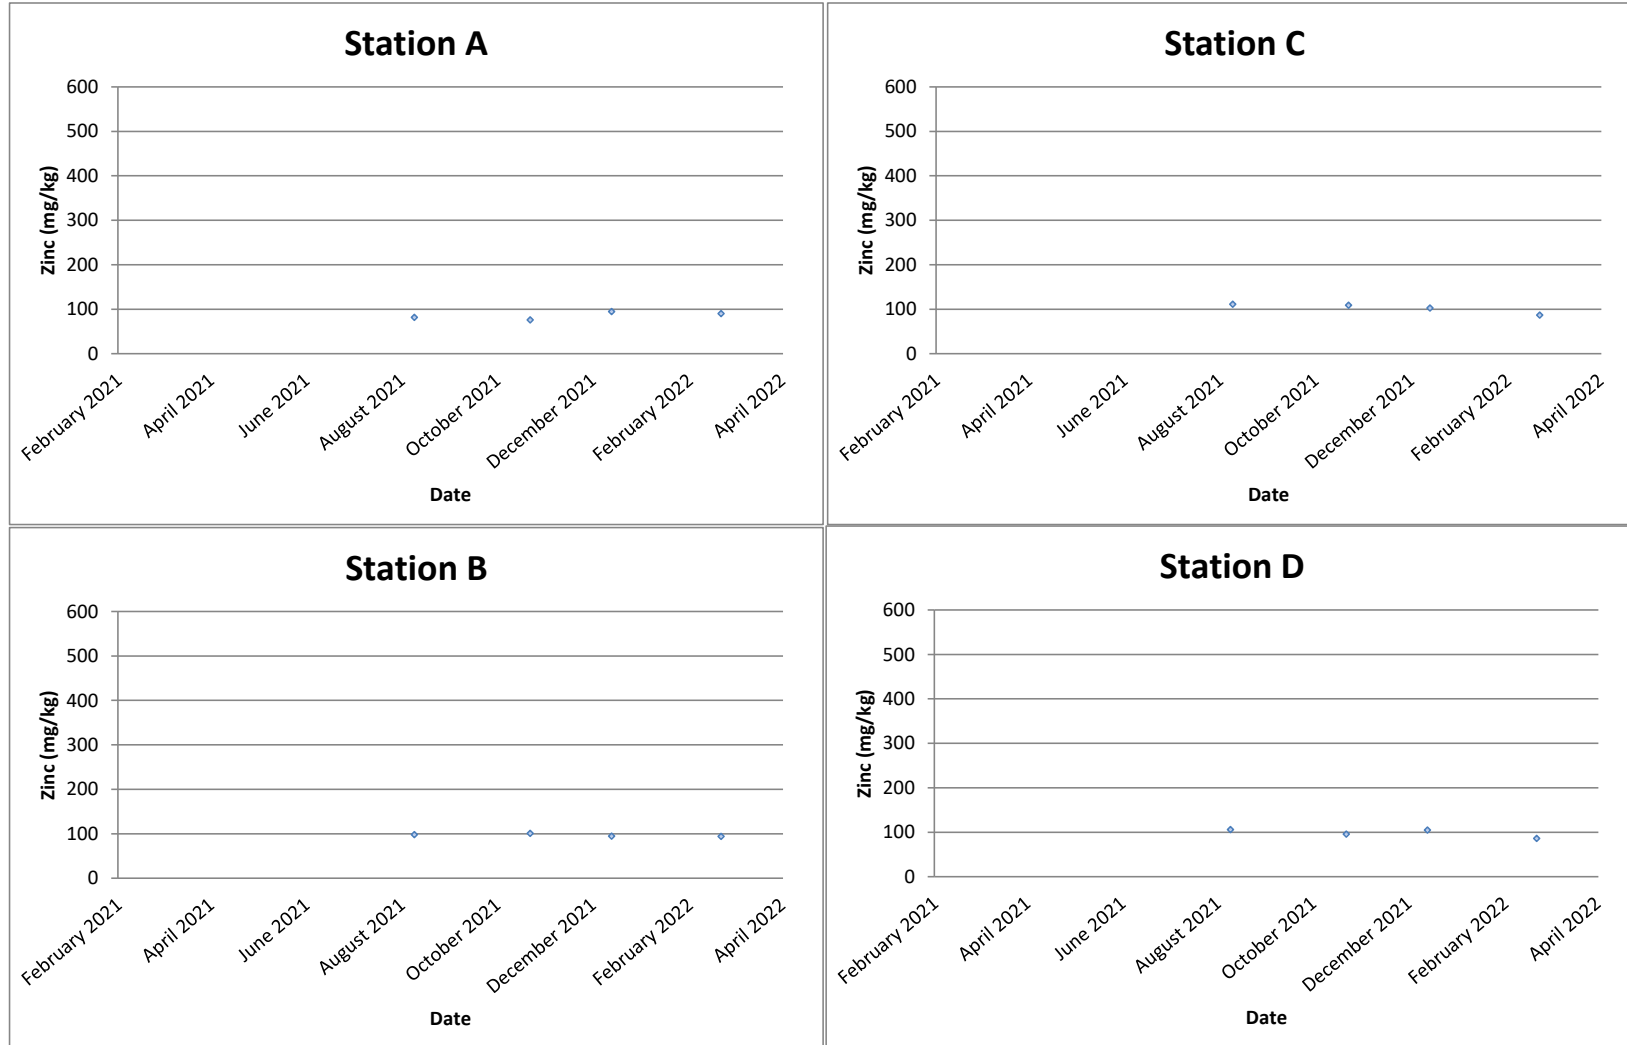 Station A
600
500
400
300
200
100
0
Zinc (mg/kg)
February 2021
April 2021
June 2021
August 2021
October 2021
December 2021
February 2022
April 2022
Date
Station C
600
500
400
300
200
100
0
Zinc (mg/kg)
February 2021
April 2021
June 2021
August 2021
October 2021
December 2021
February 2022
April 2022
Date
Station B
600
500
400
300
200
100
0
Zinc (mg/kg)
February 2021
April 2021
June 2021
August 2021
October 2021
December 2021
February 2022
April 2022
Date
Station D
600
500
400
300
200
100
0
Zinc (mg/kg)
February 2021
April 2021
June 2021
August 2021
October 2021
December 2021
February 2022
April 2022
Date